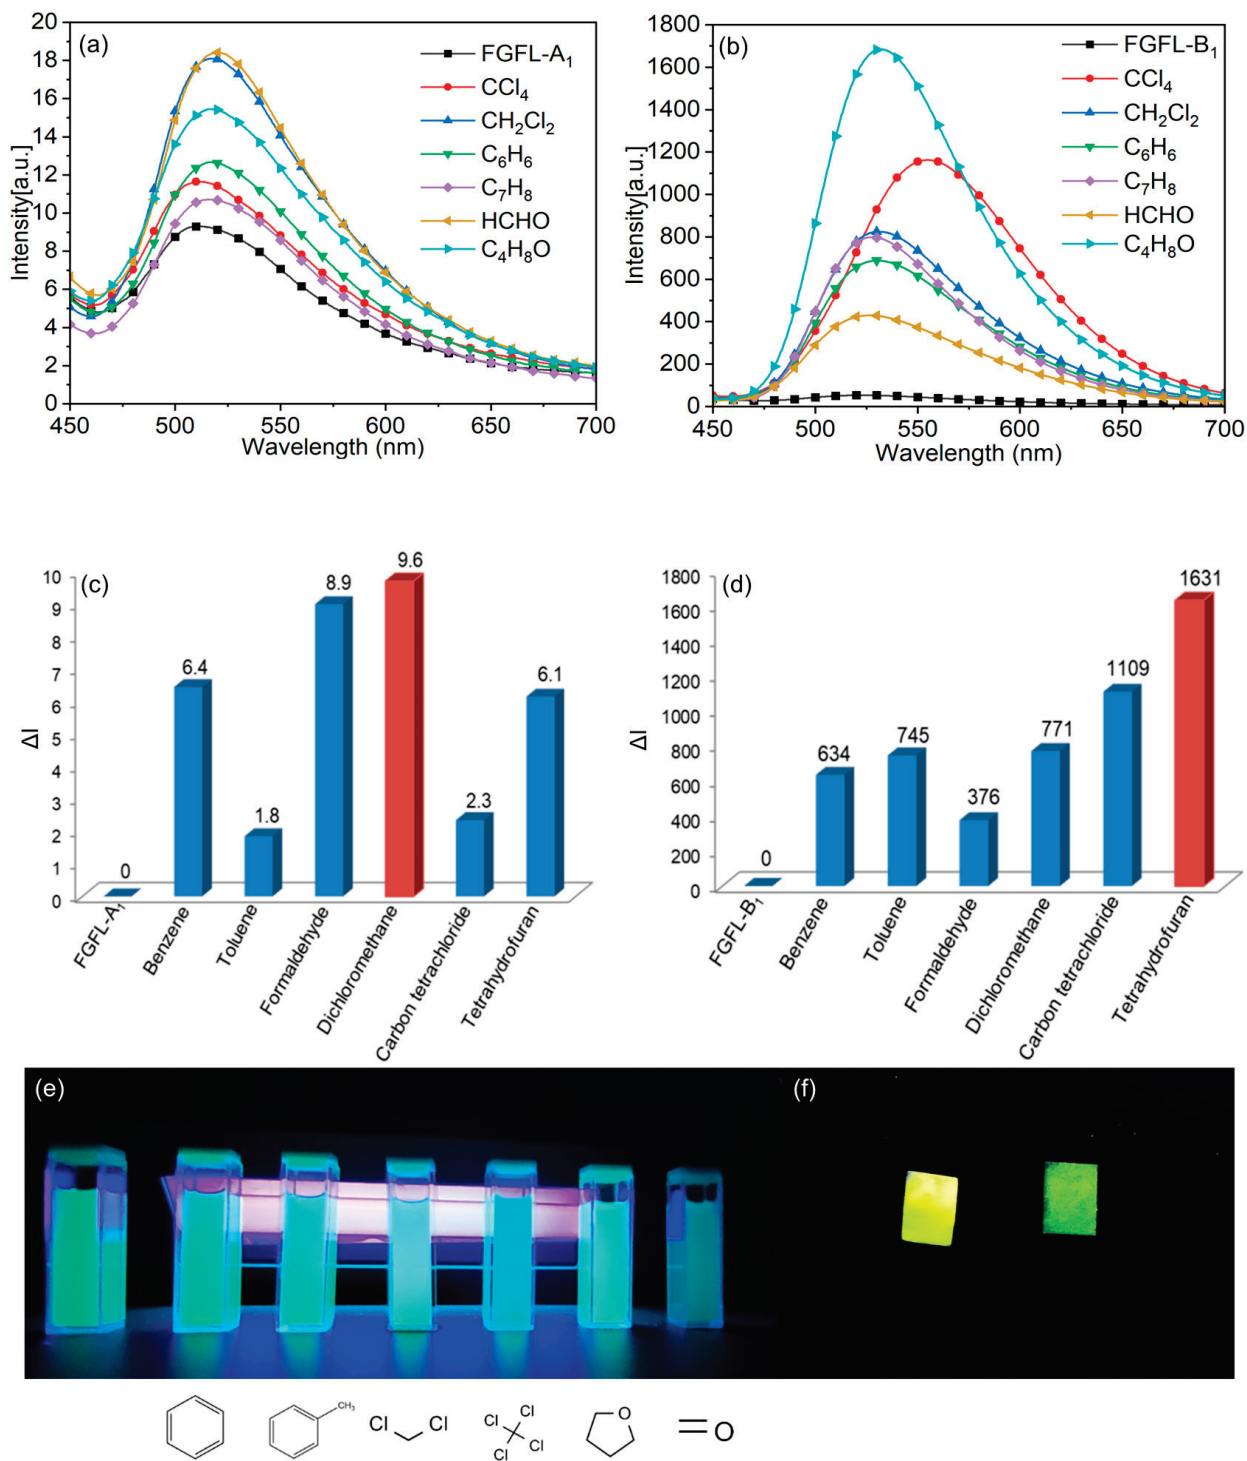 (a)
20
18
16
14
12
10
8
6
4
2
0
Intensity[a.u.]
FGFL-A1
CCl4
CH2Cl2
C6H6
C7H8
HCHO
C4H8O
450 500 550 600 650 700
Wavelength (nm)
(b)
1800
1600
1400
1200
1000
800
600
400
200
0
Intensity[a.u.]
FGFL-B1
CCl4
CH2Cl2
C6H6
C7H8
HCHO
C4H8O
450 500 550 600 650 700
Wavelength (nm)
(c)
10
9
8
7
6
5
4
3
2
1
0
ΔI
0 6.4 1.8 8.9 9.6 2.3 6.1
FGFL-A1
Benzene
Toluene
Formaldehyde
Dichloromethane
Carbon tetrachloride
Tetrahydrofuran
(d)
1800
1600
1400
1200
1000
800
600
400
200
0
ΔI
0 634 745 376 771 1109 1631
FGFL-B1
Benzene
Toluene
Formaldehyde
Dichloromethane
Carbon tetrachloride
Tetrahydrofuran
(e)
(f)
CH3
Cl Cl
Cl Cl
Cl Cl
O
O